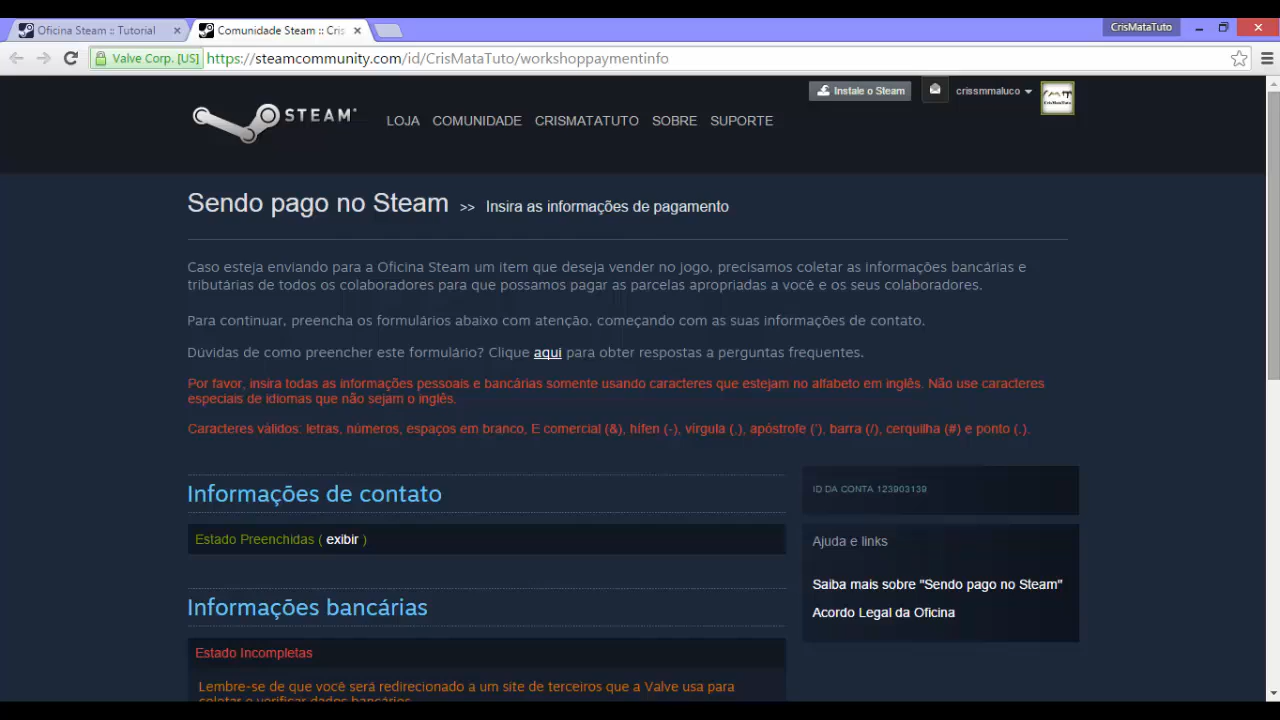 Oficina Steam :: Tutorial
Comunidade Steam :: Cris
CrisMataTuto
Valve Corp. [US] https://steamcommunity.com/id/CrisMataTuto/workshoppaymentinfo
Instale o Steam
crissmmaluco
STEAM
LOJA COMUNIDADE CRISMATATUTO SOBRE SUPORTE
Sendo pago no Steam >> Insira as informações de pagamento
Caso esteja enviando para a Oficina Steam um item que deseja vender no jogo, precisamos coletar as informações bancárias e
tributárias de todos os colaboradores para que possamos pagar as parcelas apropriadas a você e os seus colaboradores.
Para continuar, preencha os formulários abaixo com atenção, começando com as suas informações de contato.
Dúvidas de como preencher este formulário? Clique aqui para obter respostas a perguntas frequentes.
Por favor, insira todas as informações pessoais e bancárias somente usando caracteres que estejam no alfabeto em inglês. Não use caracteres
especiais de idiomas que não sejam o inglês.
Caracteres válidos: letras, números, espaços em branco, E comercial (&), hífen (-), vírgula (,), apóstrofe ('), barra (/), cerquilha (#) e ponto (.).
Informações de contato
Estado Preenchidas ( exibir )
Informações bancárias
Estado Incompletas
Lembre-se de que você será redirecionado a um site de terceiros que a Valve usa para
coletar e verificar dados bancários.
ID DA CONTA 123903139
Ajuda e links
Saiba mais sobre "Sendo pago no Steam"
Acordo Legal da Oficina